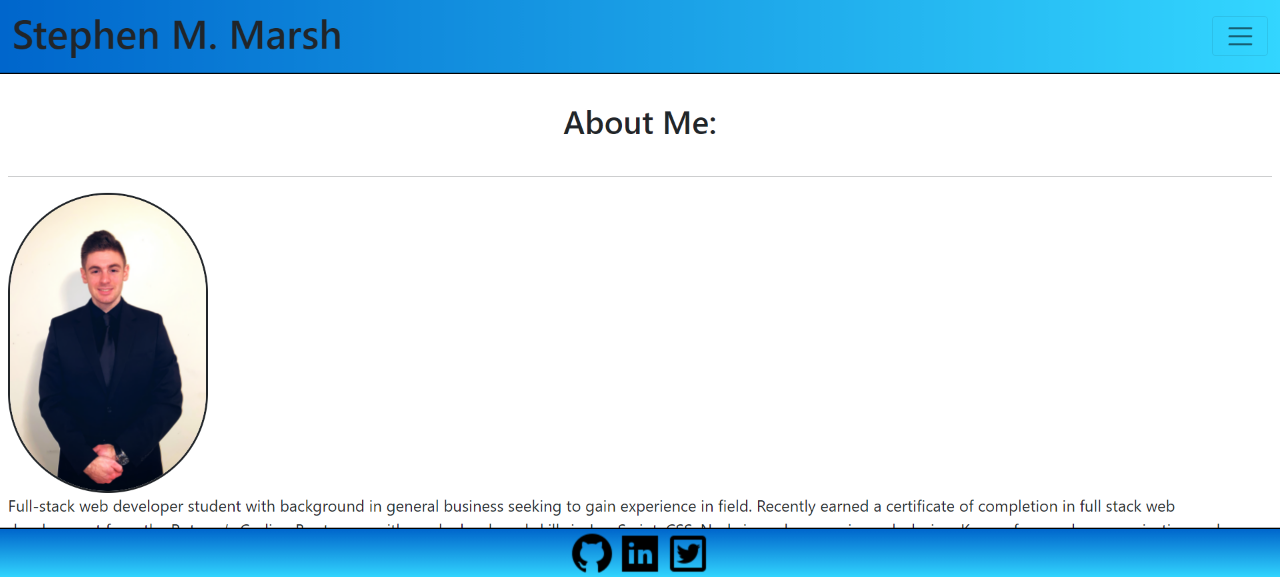 Stephen M. Marsh
About Me:
Full-stack web developer student with background in general business seeking to gain experience in field. Recently earned a certificate of completion in full stack web
in